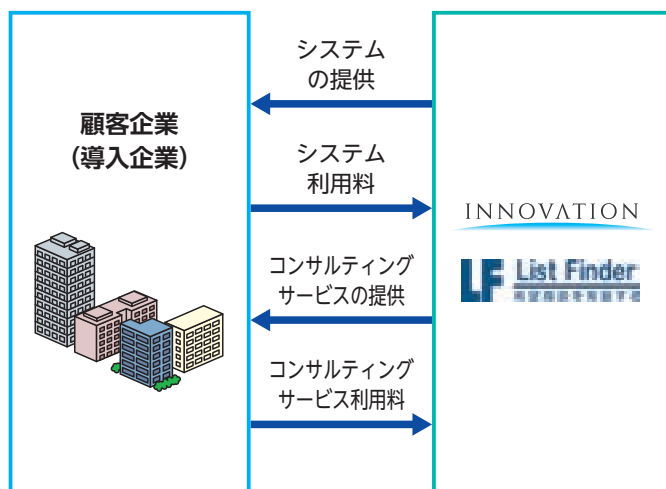 システム
の提供
顧客企業
（導入企業）
システム
利用料
INNOVATION
コンサルティング
サービスの提供
LF List Finder
コンサルティング
サービス利用料